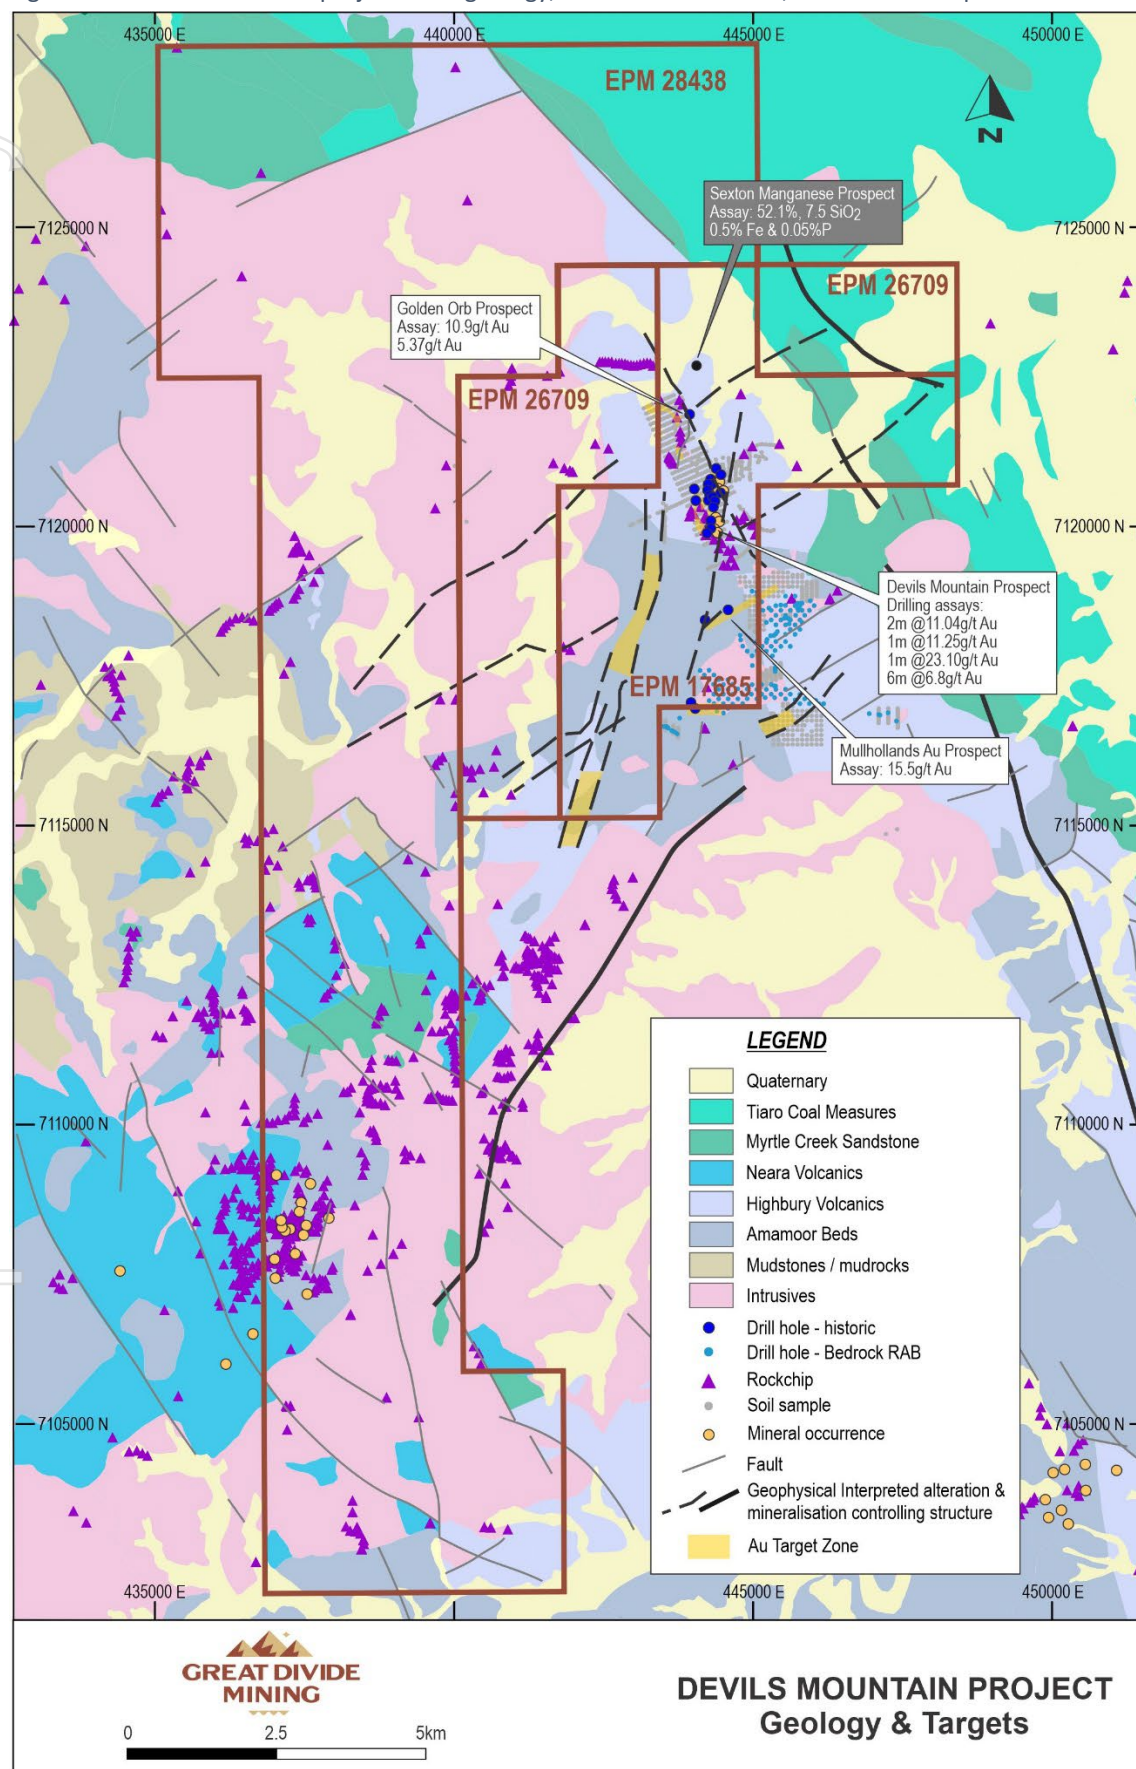 435000 E
440000 E
445000 E
450000 E
EPM 28438
N
Sexton Manganese Prospect
Assay: 52.1%, 7.5 SiO2
0.5% Fe & 0.05%P
7125000 N
7125000 N
EPM 26709
Golden Orb Prospect
Assay: 10.9g/t Au
5.37g/t Au
EPM 26709
7120000 N
7120000 N
Devils Mountain Prospect
Drilling assays:
2m @11.04g/t Au
1m @11.25g/t Au
1m @23.10g/t Au
6m @6.8g/t Au
EPM 17685
Mullhollands Au Prospect
Assay: 15.5g/t Au
7115000 N
7115000 N
LEGEND
Quaternary
Tiaro Coal Measures
Myrtle Creek Sandstone
Neara Volcanics
Highbury Volcanics
Amamoor Beds
Mudstones / mudrocks
Intrusives
Drill hole - historic
Drill hole - Bedrock RAB
Rockchip
Soil sample
Mineral occurrence
Fault
Geophysical Interpreted alteration &
mineralisation controlling structure
Au Target Zone
7110000 N
7110000 N
7105000 N
7105000 N
435000 E
440000 E
445000 E
450000 E
GREAT DIVIDE
MINING
0
2.5
5km
DEVILS MOUNTAIN PROJECT
Geology & Targets